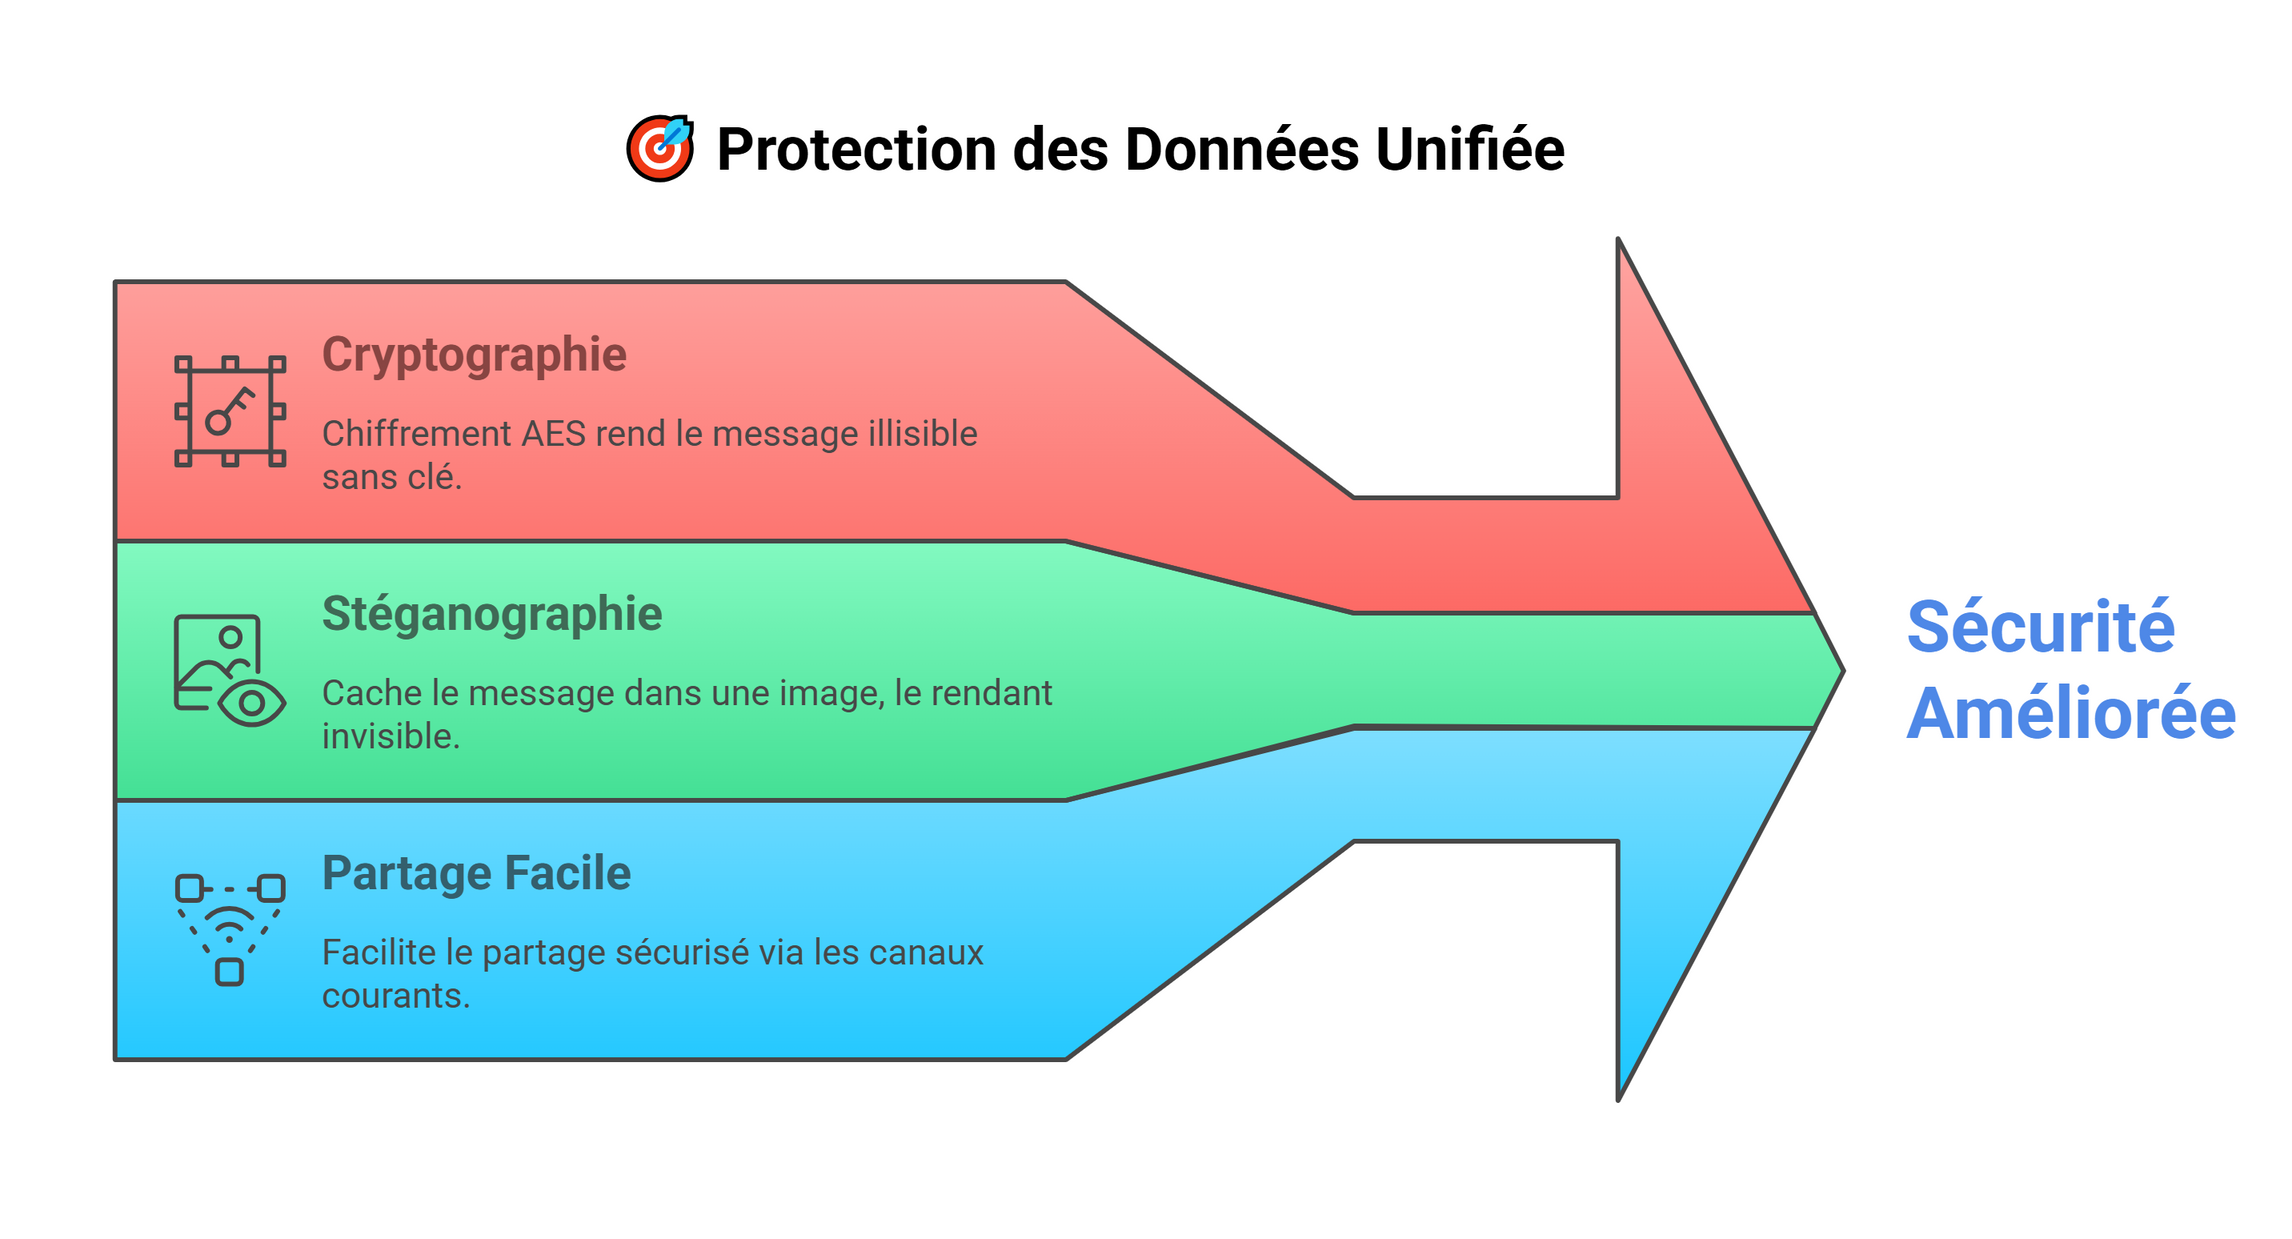 Protection des Données Unifiée
Cryptographie
Chiffrement AES rend le message illisible
sans clé.
Stéganographie
Cache le message dans une image, le rendant
invisible.
Partage Facile
Facilite le partage sécurisé via les canaux
courants.
Sécurité
Améliorée